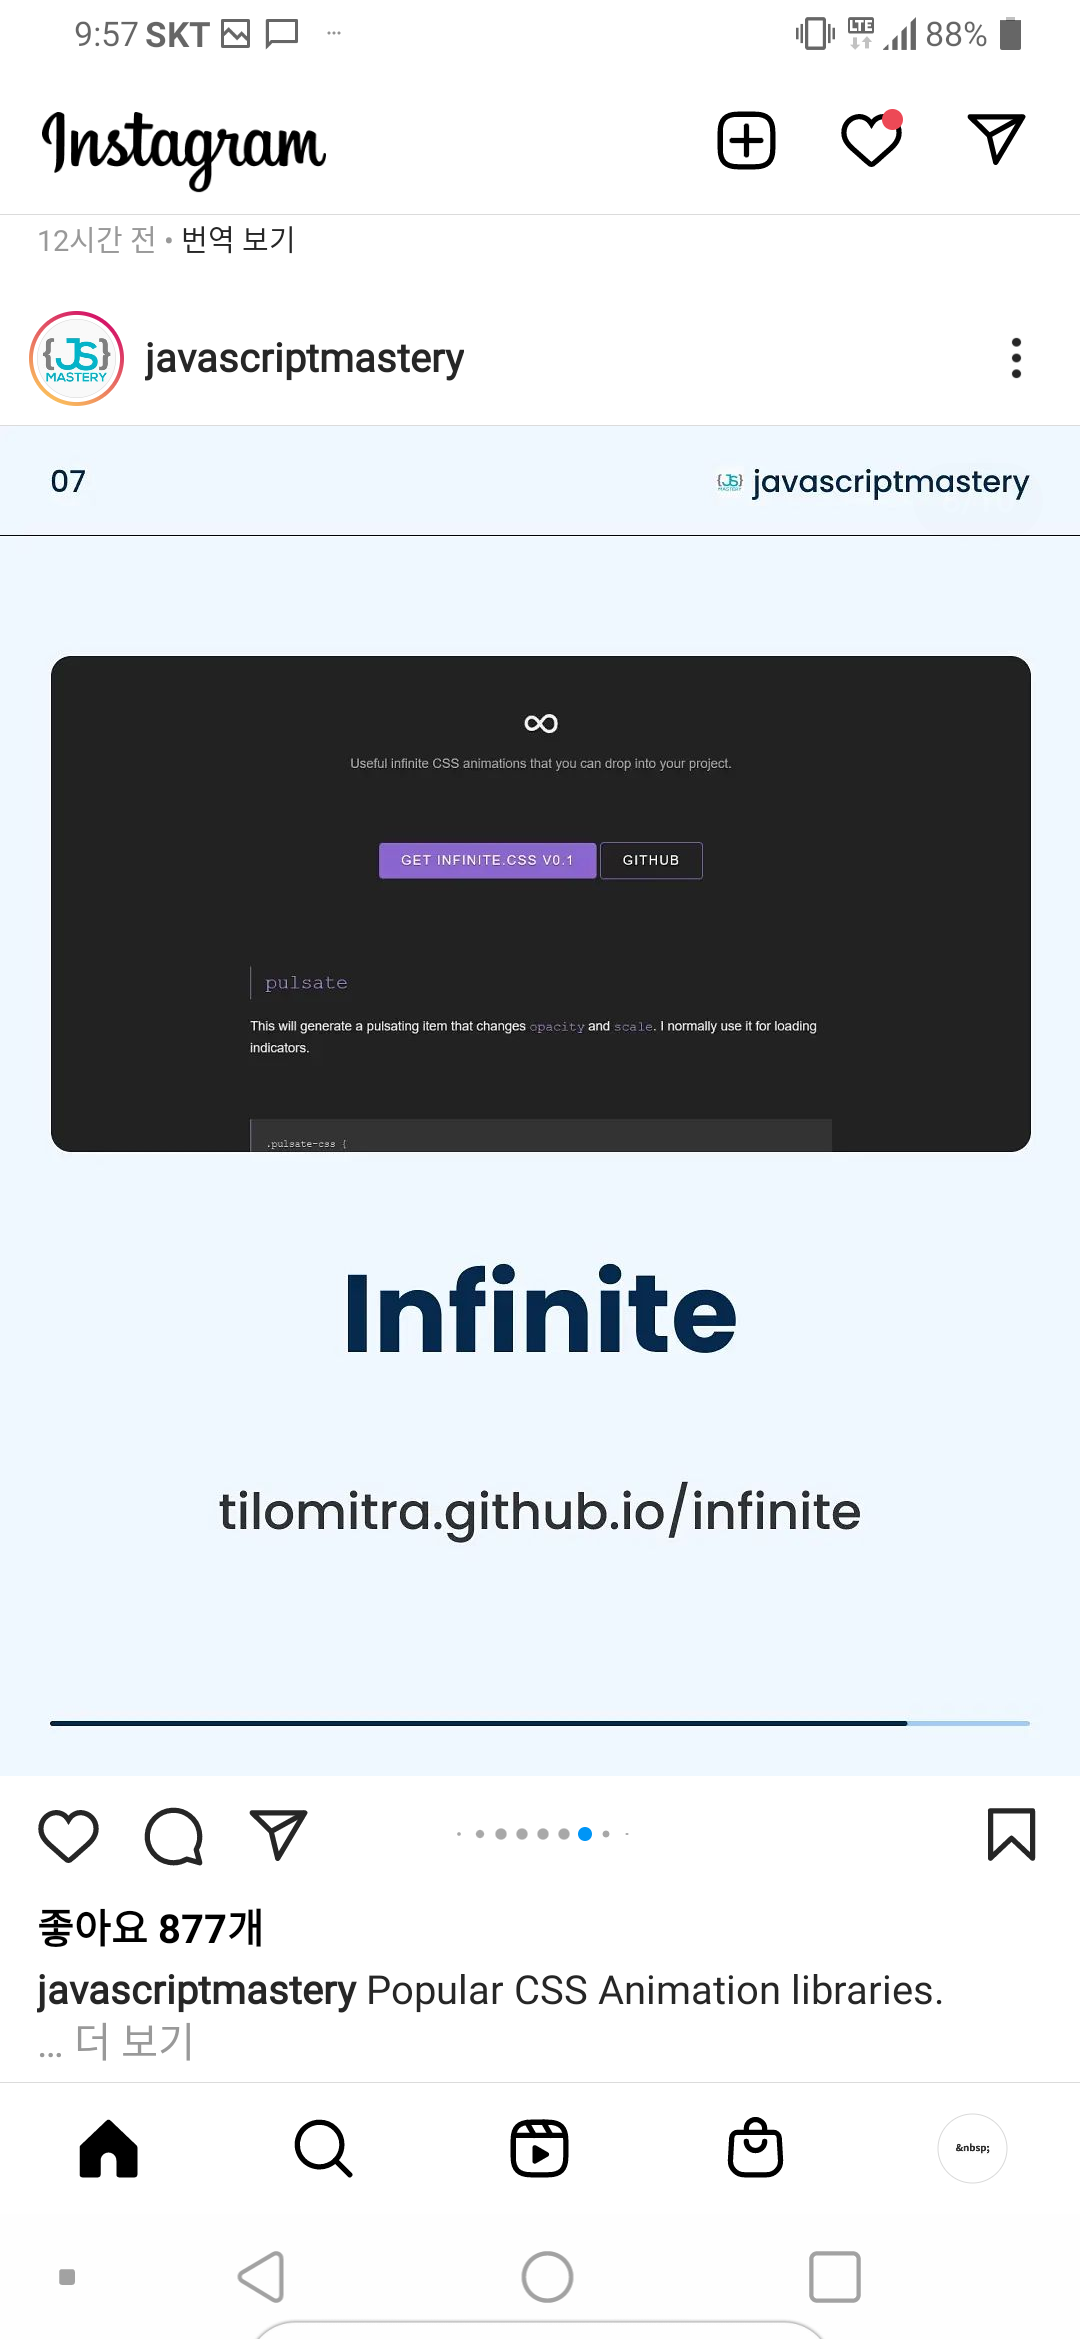 9:57 SKT ... LTE 88%
Instagram
12시간 전 • 번역 보기
{JS}
MASTERY
javascriptmastery
07
{JS}
MASTERY
javascriptmastery
Useful infinite CSS animations that you can drop into your project.
GET INFINITE.CSS V0.1
GITHUB
pulsate
This will generate a pulsating item that changes opacity and scale. I normally use it for loading
indicators.
.pulsate-css {
Infinite
tilomitra.github.io/infinite
좋아요 877개
javascriptmastery Popular CSS Animation libraries.
... 더 보기
&nbsp;